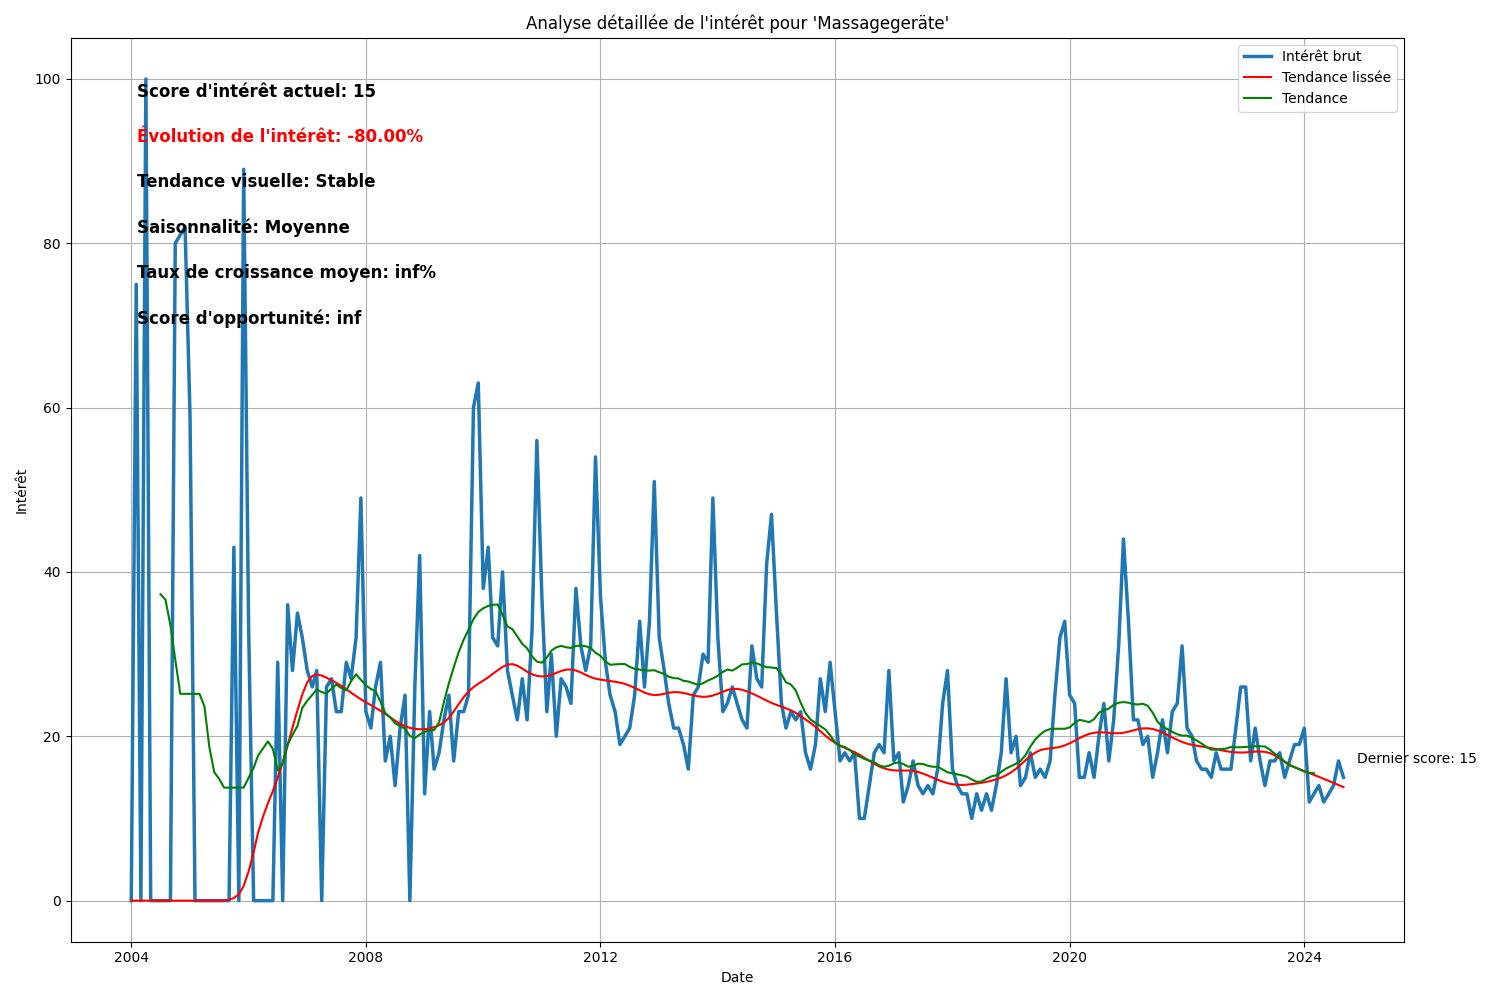 Analyse détaillée de l'intérêt pour 'Massagegeräte'
Intérêt brut
Tendance lissée
Tendance
Score d'intérêt actuel: 15
Évolution de l'intérêt: -80.00%
Tendance visuelle: Stable
Saisonnalité: Moyenne
Taux de croissance moyen: inf%
Score d'opportunité: inf
Dernier score: 15
100
80
60
40
20
0
Intérêt
2004 2008 2012 2016 2020 2024
Date